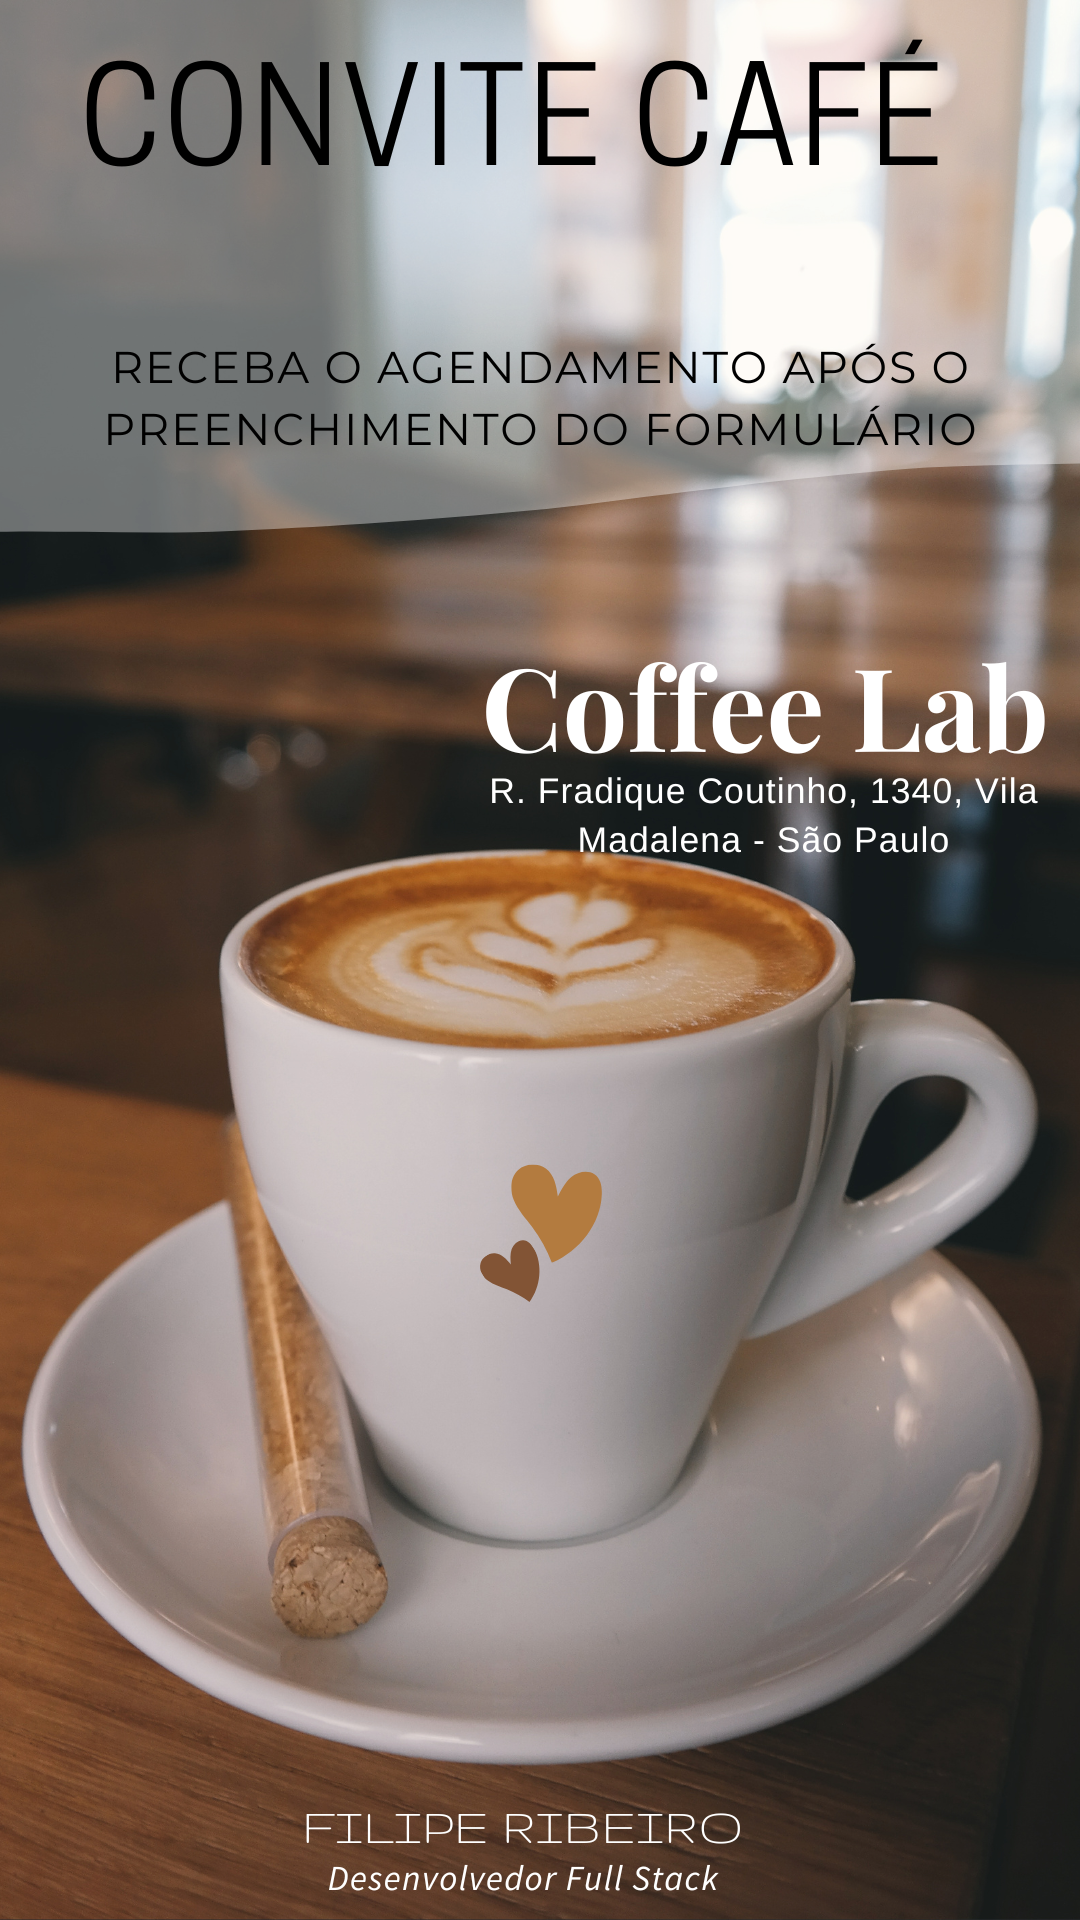 CONVITE CAFÉ
RECEBA O AGENDAMENTO APÓS O
PREENCHIMENTO DO FORMULÁRIO
Coffee Lab
R. Fradique Coutinho, 1340, Vila
Madalena - São Paulo
FILIPE RIBEIRO
Desenvolvedor Full Stack